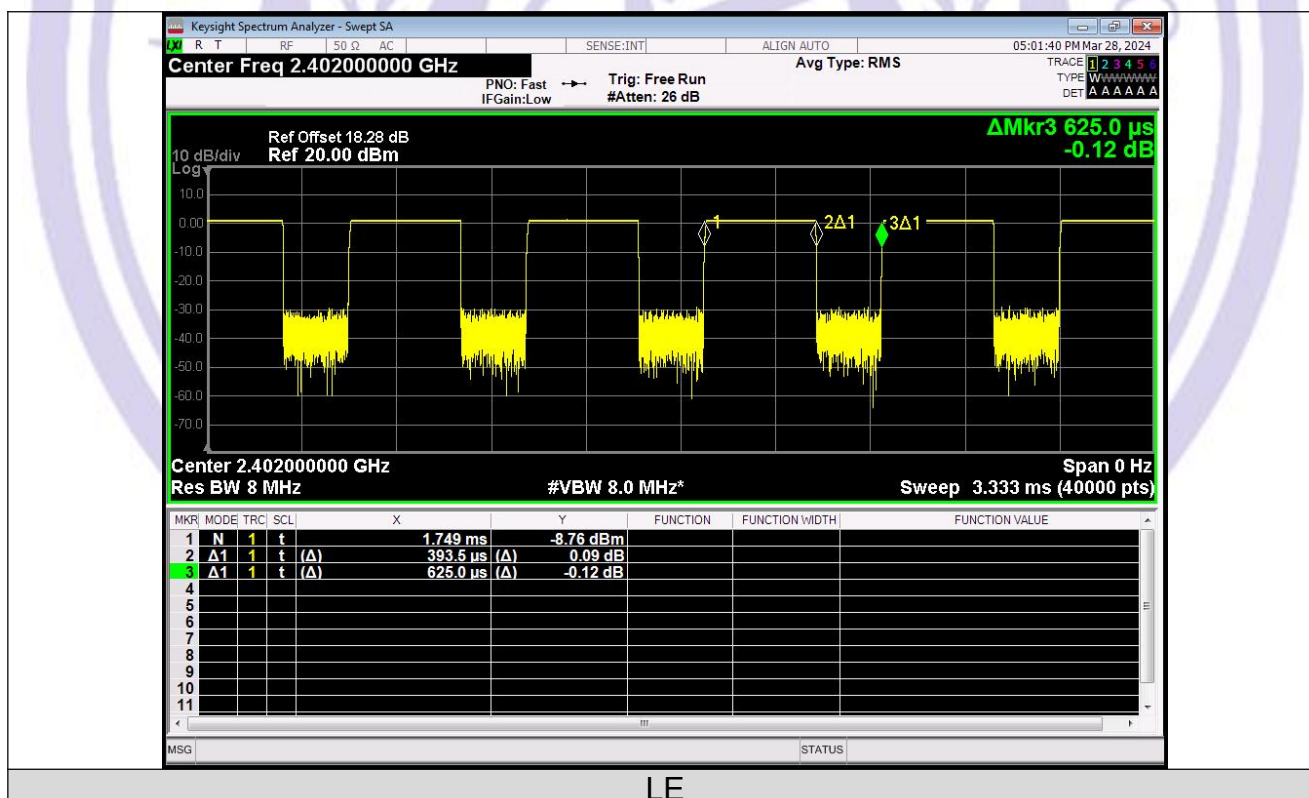 Keysight Spectrum Analyzer - Swept SA
LXI R T RF 50 Ω AC SENSE:INT ALIGN AUTO 05:01:40 PM Mar 28, 2024
Center Freq 2.402000000 GHz Avg Type: RMS TRACE 1 2 3 4 5 6
PNO: Fast Trig: Free Run TYPE WWWWWW
IFGain:Low #Atten: 26 dB DET A A A A A A
ΔMkr3 625.0 µs
-0.12 dB
Ref Offset 18.28 dB
10 dB/div Ref 20.00 dBm
Log
10.0
0.00
-10.0
-20.0
-30.0
-40.0
-50.0
-60.0
-70.0
1 2Δ1 3Δ1
Center 2.402000000 GHz Span 0 Hz
Res BW 8 MHz #VBW 8.0 MHz* Sweep 3.333 ms (40000 pts)
MKR MODE TRC SCL X Y FUNCTION FUNCTION WIDTH FUNCTION VALUE
1 N 1 t 1.749 ms -8.76 dBm
2 Δ1 1 t (Δ) 393.5 µs (Δ) 0.09 dB
3 Δ1 1 t (Δ) 625.0 µs (Δ) -0.12 dB
4
5
6
7
8
9
10
11
MSG STATUS
LE